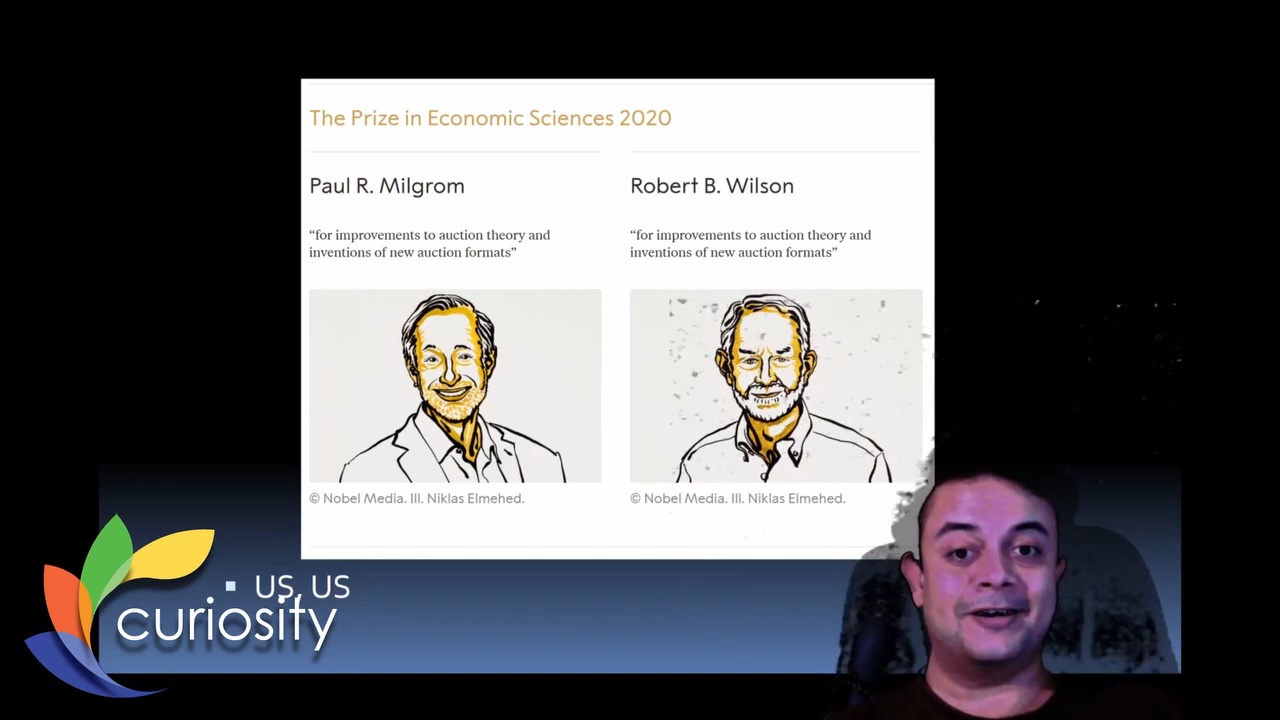 The Prize in Economic Sciences 2020
Paul R. Milgrom
“for improvements to auction theory and
inventions of new auction formats”
© Nobel Media. Ill. Niklas Elmehed.
Robert B. Wilson
“for improvements to auction theory and
inventions of new auction formats”
© Nobel Media. Ill. Niklas Elmehed.
US, US
curiosity